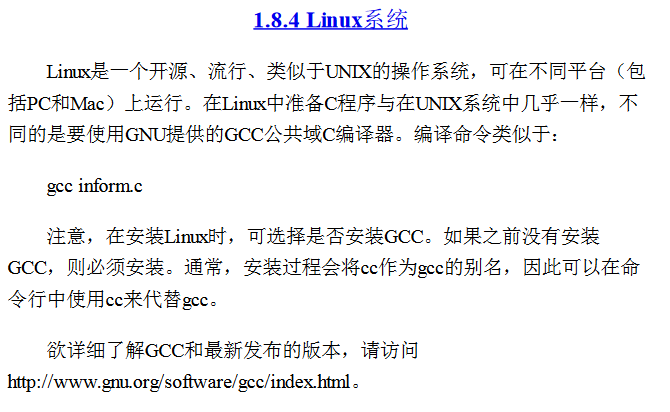 1.8.4 Linux系统
Linux是一个开源、流行、类似于UNIX的操作系统，可在不同平台（包
括PC和Mac）上运行。在Linux中准备C程序与在UNIX系统中几乎一样，不
同的是要使用GNU提供的GCC公共域C编译器。编译命令类似于：
gcc inform.c
注意，在安装Linux时，可选择是否安装GCC。如果之前没有安装
GCC，则必须安装。通常，安装过程会将cc作为gcc的别名，因此可以在命
令行中使用cc来代替gcc。
欲详细了解GCC和最新发布的版本，请访问
http://www.gnu.org/software/gcc/index.html。